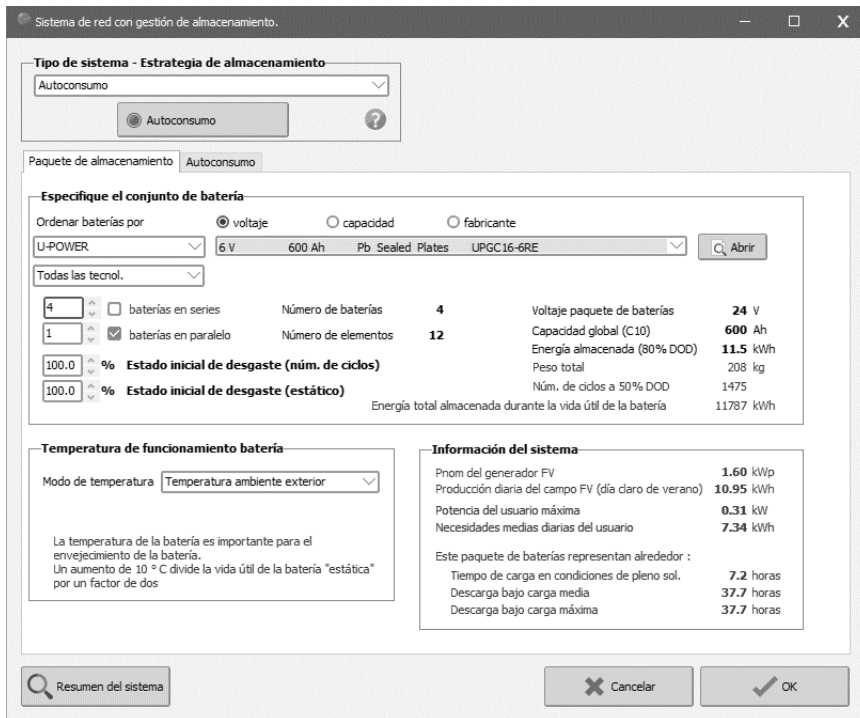 Sistema de red con gestión de almacenamiento.
Tipo de sistema - Estrategia de almacenamiento
Autoconsumo
Autoconsumo
Paquete de almacenamiento Autoconsumo
Especifique el conjunto de batería
Ordenar baterías por voltaje capacidad fabricante
U-POWER 6 V 600 Ah Pb Sealed Plates UPGC16-6RE Abrir
Todas las tecnol.
4 baterías en series Número de baterías 4
1 baterías en paralelo Número de elementos 12
100.0 % Estado inicial de desgaste (núm. de ciclos)
100.0 % Estado inicial de desgaste (estático)
Voltaje paquete de baterías 24 V
Capacidad global (C10) 600 Ah
Energía almacenada (80% DOD) 11.5 kWh
Peso total 208 kg
Núm. de ciclos a 50% DOD 1475
Energía total almacenada durante la vida útil de la batería 11787 kWh
Temperatura de funcionamiento batería
Modo de temperatura Temperatura ambiente exterior
La temperatura de la batería es importante para el
envejecimiento de la batería.
Un aumento de 10 º C divide la vida útil de la batería "estática"
por un factor de dos
Información del sistema
Pnom del generador FV 1.60 kWp
Producción diaria del campo FV (día claro de verano) 10.95 kWh
Potencia del usuario máxima 0.31 kW
Necesidades medias diarias del usuario 7.34 kWh
Este paquete de baterías representan alrededor :
Tiempo de carga en condiciones de pleno sol. 7.2 horas
Descarga bajo carga media 37.7 horas
Descarga bajo carga máxima 37.7 horas
Resumen del sistema Cancelar OK